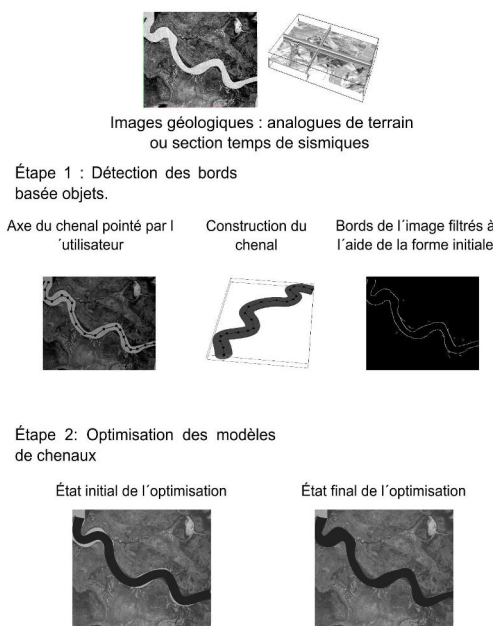 Images géologiques : analogues de terrain
ou section temps de sismiques
Étape 1 : Détection des bords
basée objets.
Axe du chenal pointé par l
´utilisateur
Construction du
chenal
Bords de l´image filtrés à
l´aide de la forme initiale
Étape 2: Optimisation des modèles
de chenaux
État initial de l´optimisation
État final de l´optimisation